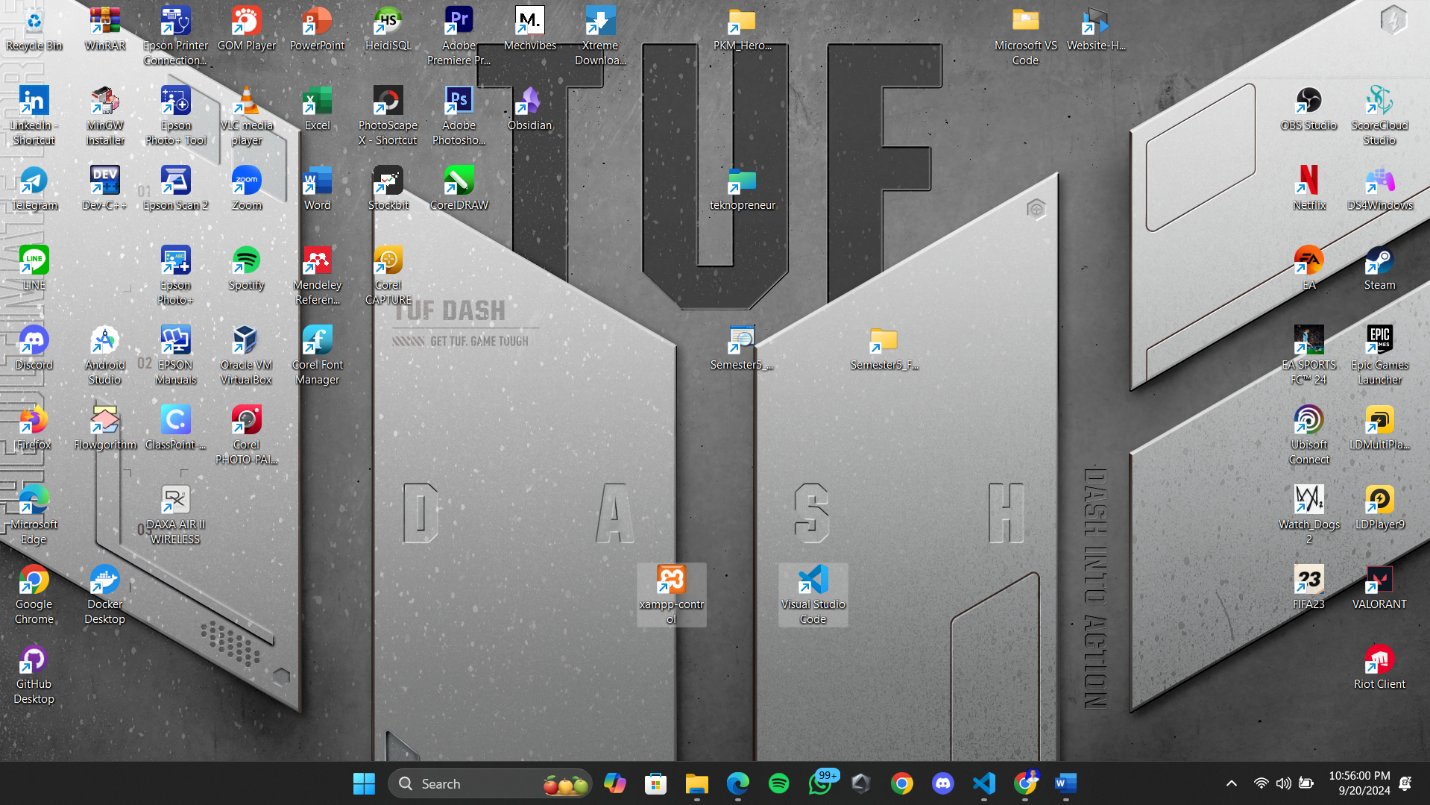 Recycle Bin
WinRAR
Epson Printer
Connection...
GOM Player
PowerPoint
HeidiSQL
Adobe
Premiere Pr...
Mechvibes
Xtreme
Downloa...
PKM_Hero...
Microsoft VS
Code
Website-H...
LinkedIn -
Shortcut
MinGW
Installer
Epson
Photo+ Tool
VLC media
player
Excel
PhotoScape
X - Shortcut
Adobe
Photosho...
Obsidian
OBS Studio
ScoreCloud
Studio
Telegram
Dev-C++
Epson Scan 2
Zoom
Word
Stockbit
CorelDRAW
teknopreneur
Netflix
DS4Windows
LINE
Epson
Photo+
Spotify
Mendeley
Referen...
Corel
CAPTURE
EA
Steam
Discord
Android
Studio
EPSON
Manuals
Oracle VM
VirtualBox
Corel Font
Manager
Semester5_...
Semester5_F...
EA SPORTS
FC™ 24
Epic Games
Launcher
Firefox
Flowgorithm
ClassPoint-...
Corel
PHOTO-PAI...
Ubisoft
Connect
LDMultiPla...
Microsoft
Edge
DAXA AIR II
WIRELESS
Watch_Dogs
2
LDPlayer9
Google
Chrome
Docker
Desktop
xampp-contr
ol
Visual Studio
Code
FIFA23
VALORANT
GitHub
Desktop
Riot Client
TUF
TUF DASH
GET TUF. GAME TOUGH
01
02
D A S H
DASH INTO ACTION
Search
99+
10:56:00 PM
9/20/2024